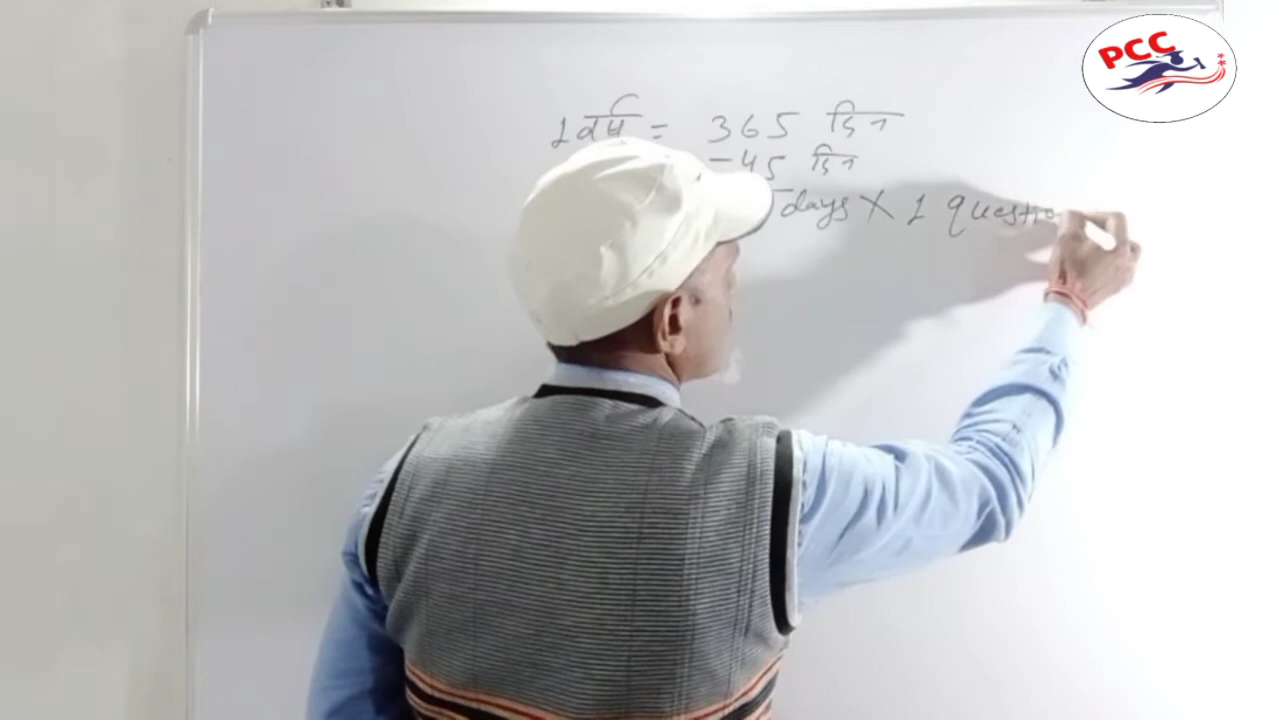 PCC
1 वर्ष = 365 दिन
-45 दिन
days X 1 questio